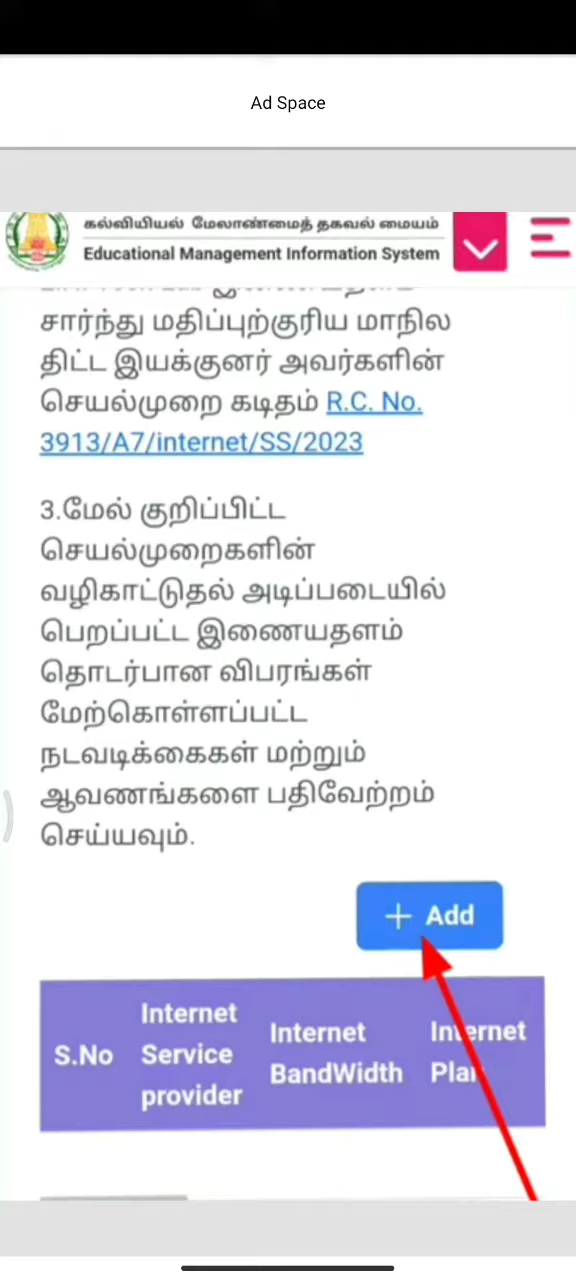 Ad Space
கல்வியியல் மேலாண்மைத் தகவல் மையம்
Educational Management Information System
சார்ந்து மதிப்புற்குரிய மாநில
திட்ட இயக்குனர் அவர்களின்
செயல்முறை கடிதம் R.C. No.
3913/A7/internet/SS/2023
3.மேல் குறிப்பிட்ட
செயல்முறைகளின்
வழிகாட்டுதல் அடிப்படையில்
பெறப்பட்ட இணையதளம்
தொடர்பான விபரங்கள்
மேற்கொள்ளப்பட்ட
நடவடிக்கைகள் மற்றும்
ஆவணங்களை பதிவேற்றம்
செய்யவும்.
+ Add
S.No
Internet
Service
provider
Internet
BandWidth
Internet
Plan